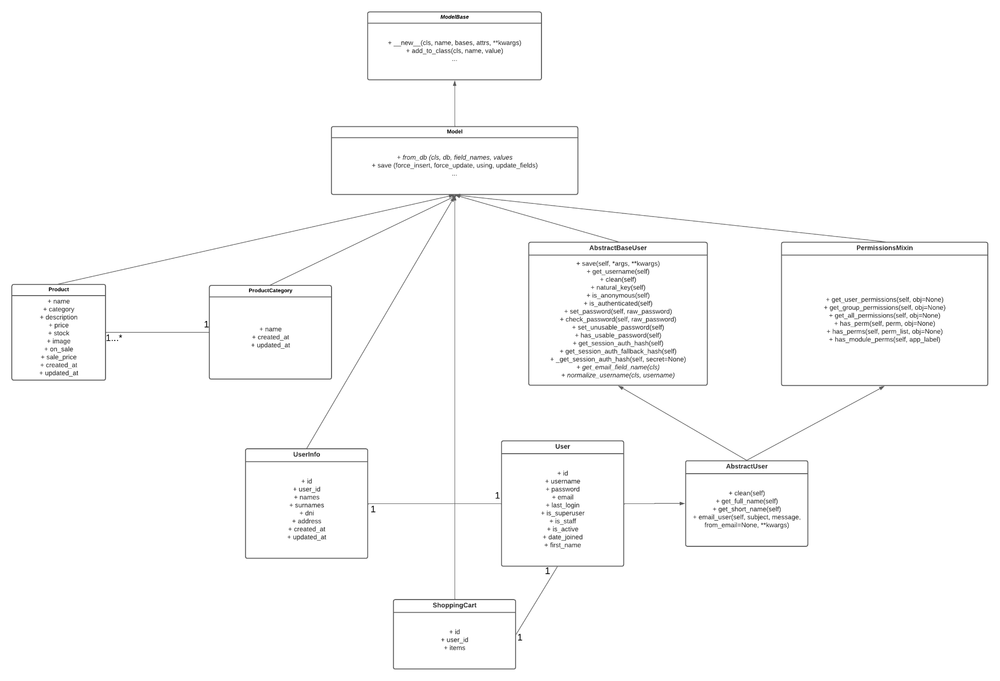 ModelBase
+ __new__(cls, name, bases, attrs, **kwargs)
+ add_to_class(cls, name, value)
...
Model
+ from_db (cls, db, field_names, values
+ save (force_insert, force_update, using, update_fields)
...
Product
+ name
+ category
+ description
+ price
+ stock
+ image
+ on_sale
+ sale_price
+ created_at
+ updated_at
1...*
1
ProductCategory
+ name
+ created_at
+ updated_at
AbstractBaseUser
+ save(self, *args, **kwargs)
+ get_username(self)
+ clean(self)
+ natural_key(self)
+ is_anonymous(self)
+ is_authenticated(self)
+ set_password(self, raw_password)
+ check_password(self, raw_password)
+ set_unusable_password(self)
+ has_usable_password(self)
+ get_session_auth_hash(self)
+ get_session_auth_fallback_hash(self)
+ _get_session_auth_hash(self, secret=None)
+ get_email_field_name(cls)
+ normalize_username(cls, username)
PermissionsMixin
+ get_user_permissions(self, obj=None)
+ get_group_permissions(self, obj=None)
+ get_all_permissions(self, obj=None)
+ has_perm(self, perm, obj=None)
+ has_perms(self, perm_list, obj=None)
+ has_module_perms(self, app_label)
UserInfo
+ id
+ user_id
+ names
+ surnames
+ dni
+ address
+ created_at
+ updated_at
1
1
User
+ id
+ username
+ password
+ email
+ last_login
+ is_superuser
+ is_staff
+ is_active
+ date_joined
+ first_name
AbstractUser
+ clean(self)
+ get_full_name(self)
+ get_short_name(self)
+ email_user(self, subject, message,
from_email=None, **kwargs)
1
ShoppingCart
+ id
+ user_id
+ items
1